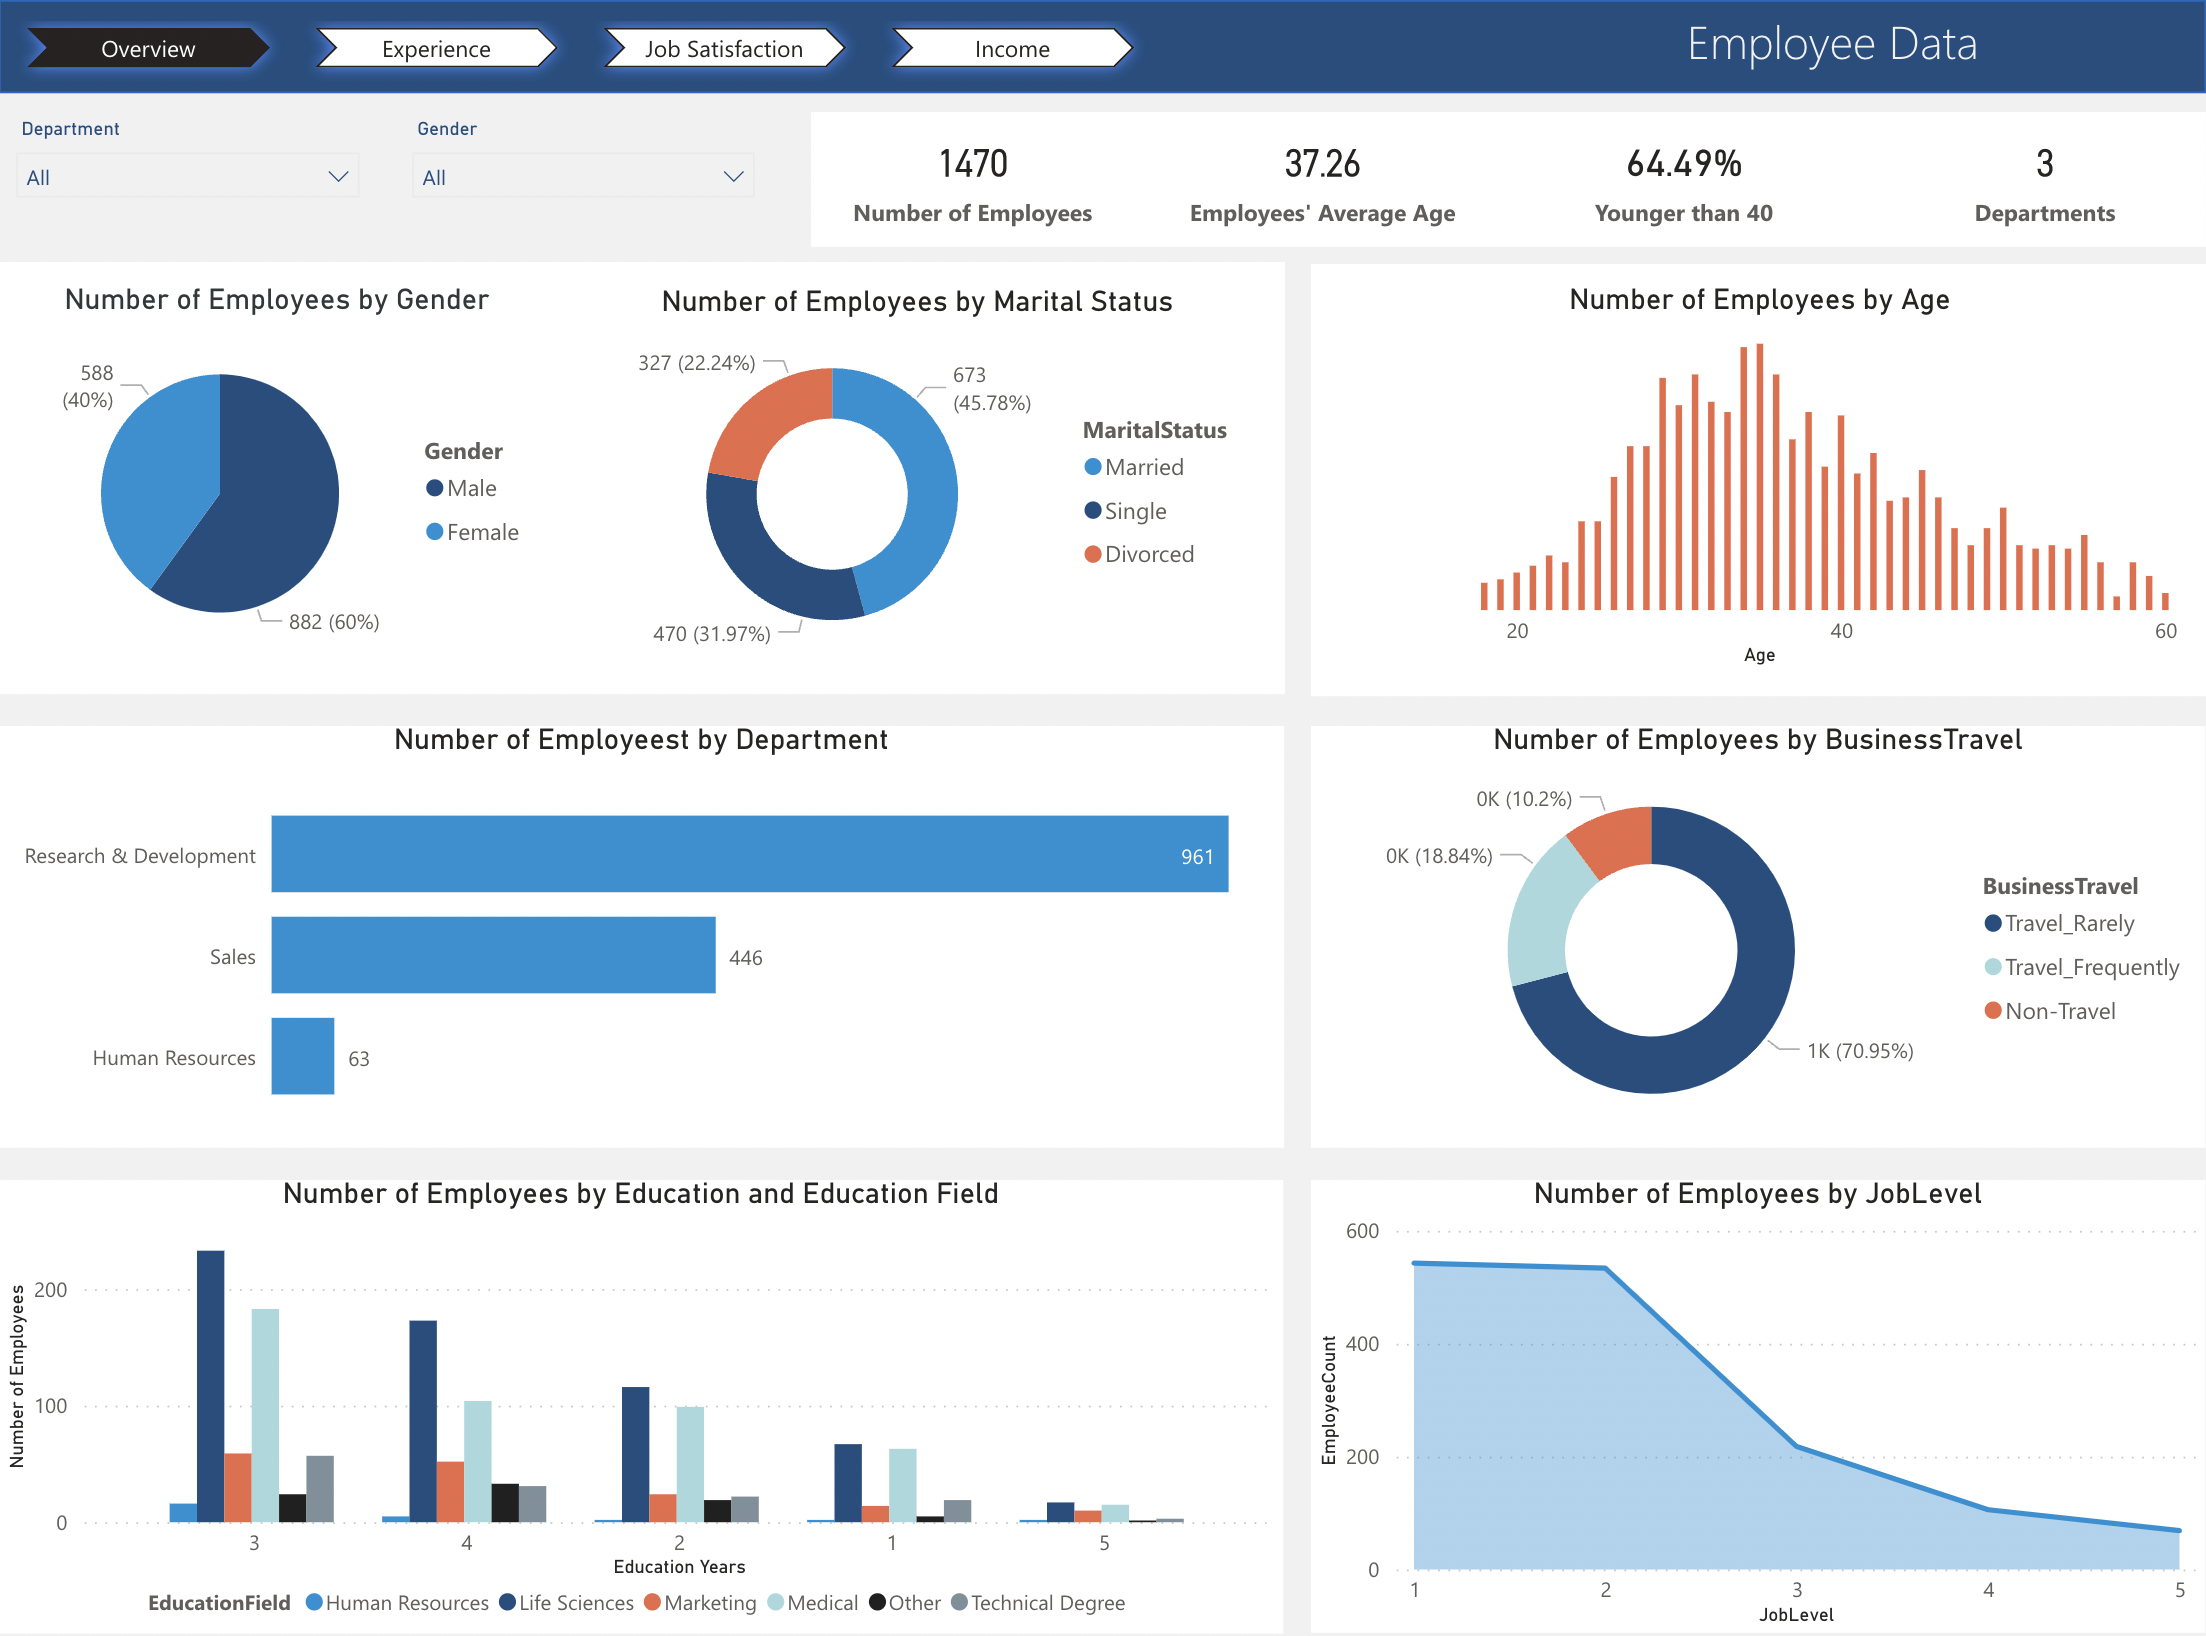 Overview
Experience
Job Satisfaction
Income
Employee Data
Department
All
Gender
All
1470
Number of Employees
37.26
Employees' Average Age
64.49%
Younger than 40
3
Departments
Number of Employees by Gender
588
(40%)
882 (60%)
Gender
Male
Female
Number of Employees by Marital Status
327 (22.24%)
673
(45.78%)
470 (31.97%)
MaritalStatus
Married
Single
Divorced
Number of Employees by Age
20
40
60
Age
Number of Employeest by Department
Research & Development
961
Sales
446
Human Resources
63
Number of Employees by BusinessTravel
0K (10.2%)
0K (18.84%)
1K (70.95%)
BusinessTravel
Travel_Rarely
Travel_Frequently
Non-Travel
Number of Employees by Education and Education Field
Number of Employees
200
100
0
3
4
2
1
5
Education Years
EducationField
Human Resources
Life Sciences
Marketing
Medical
Other
Technical Degree
Number of Employees by JobLevel
EmployeeCount
600
400
200
0
1
2
3
4
5
JobLevel